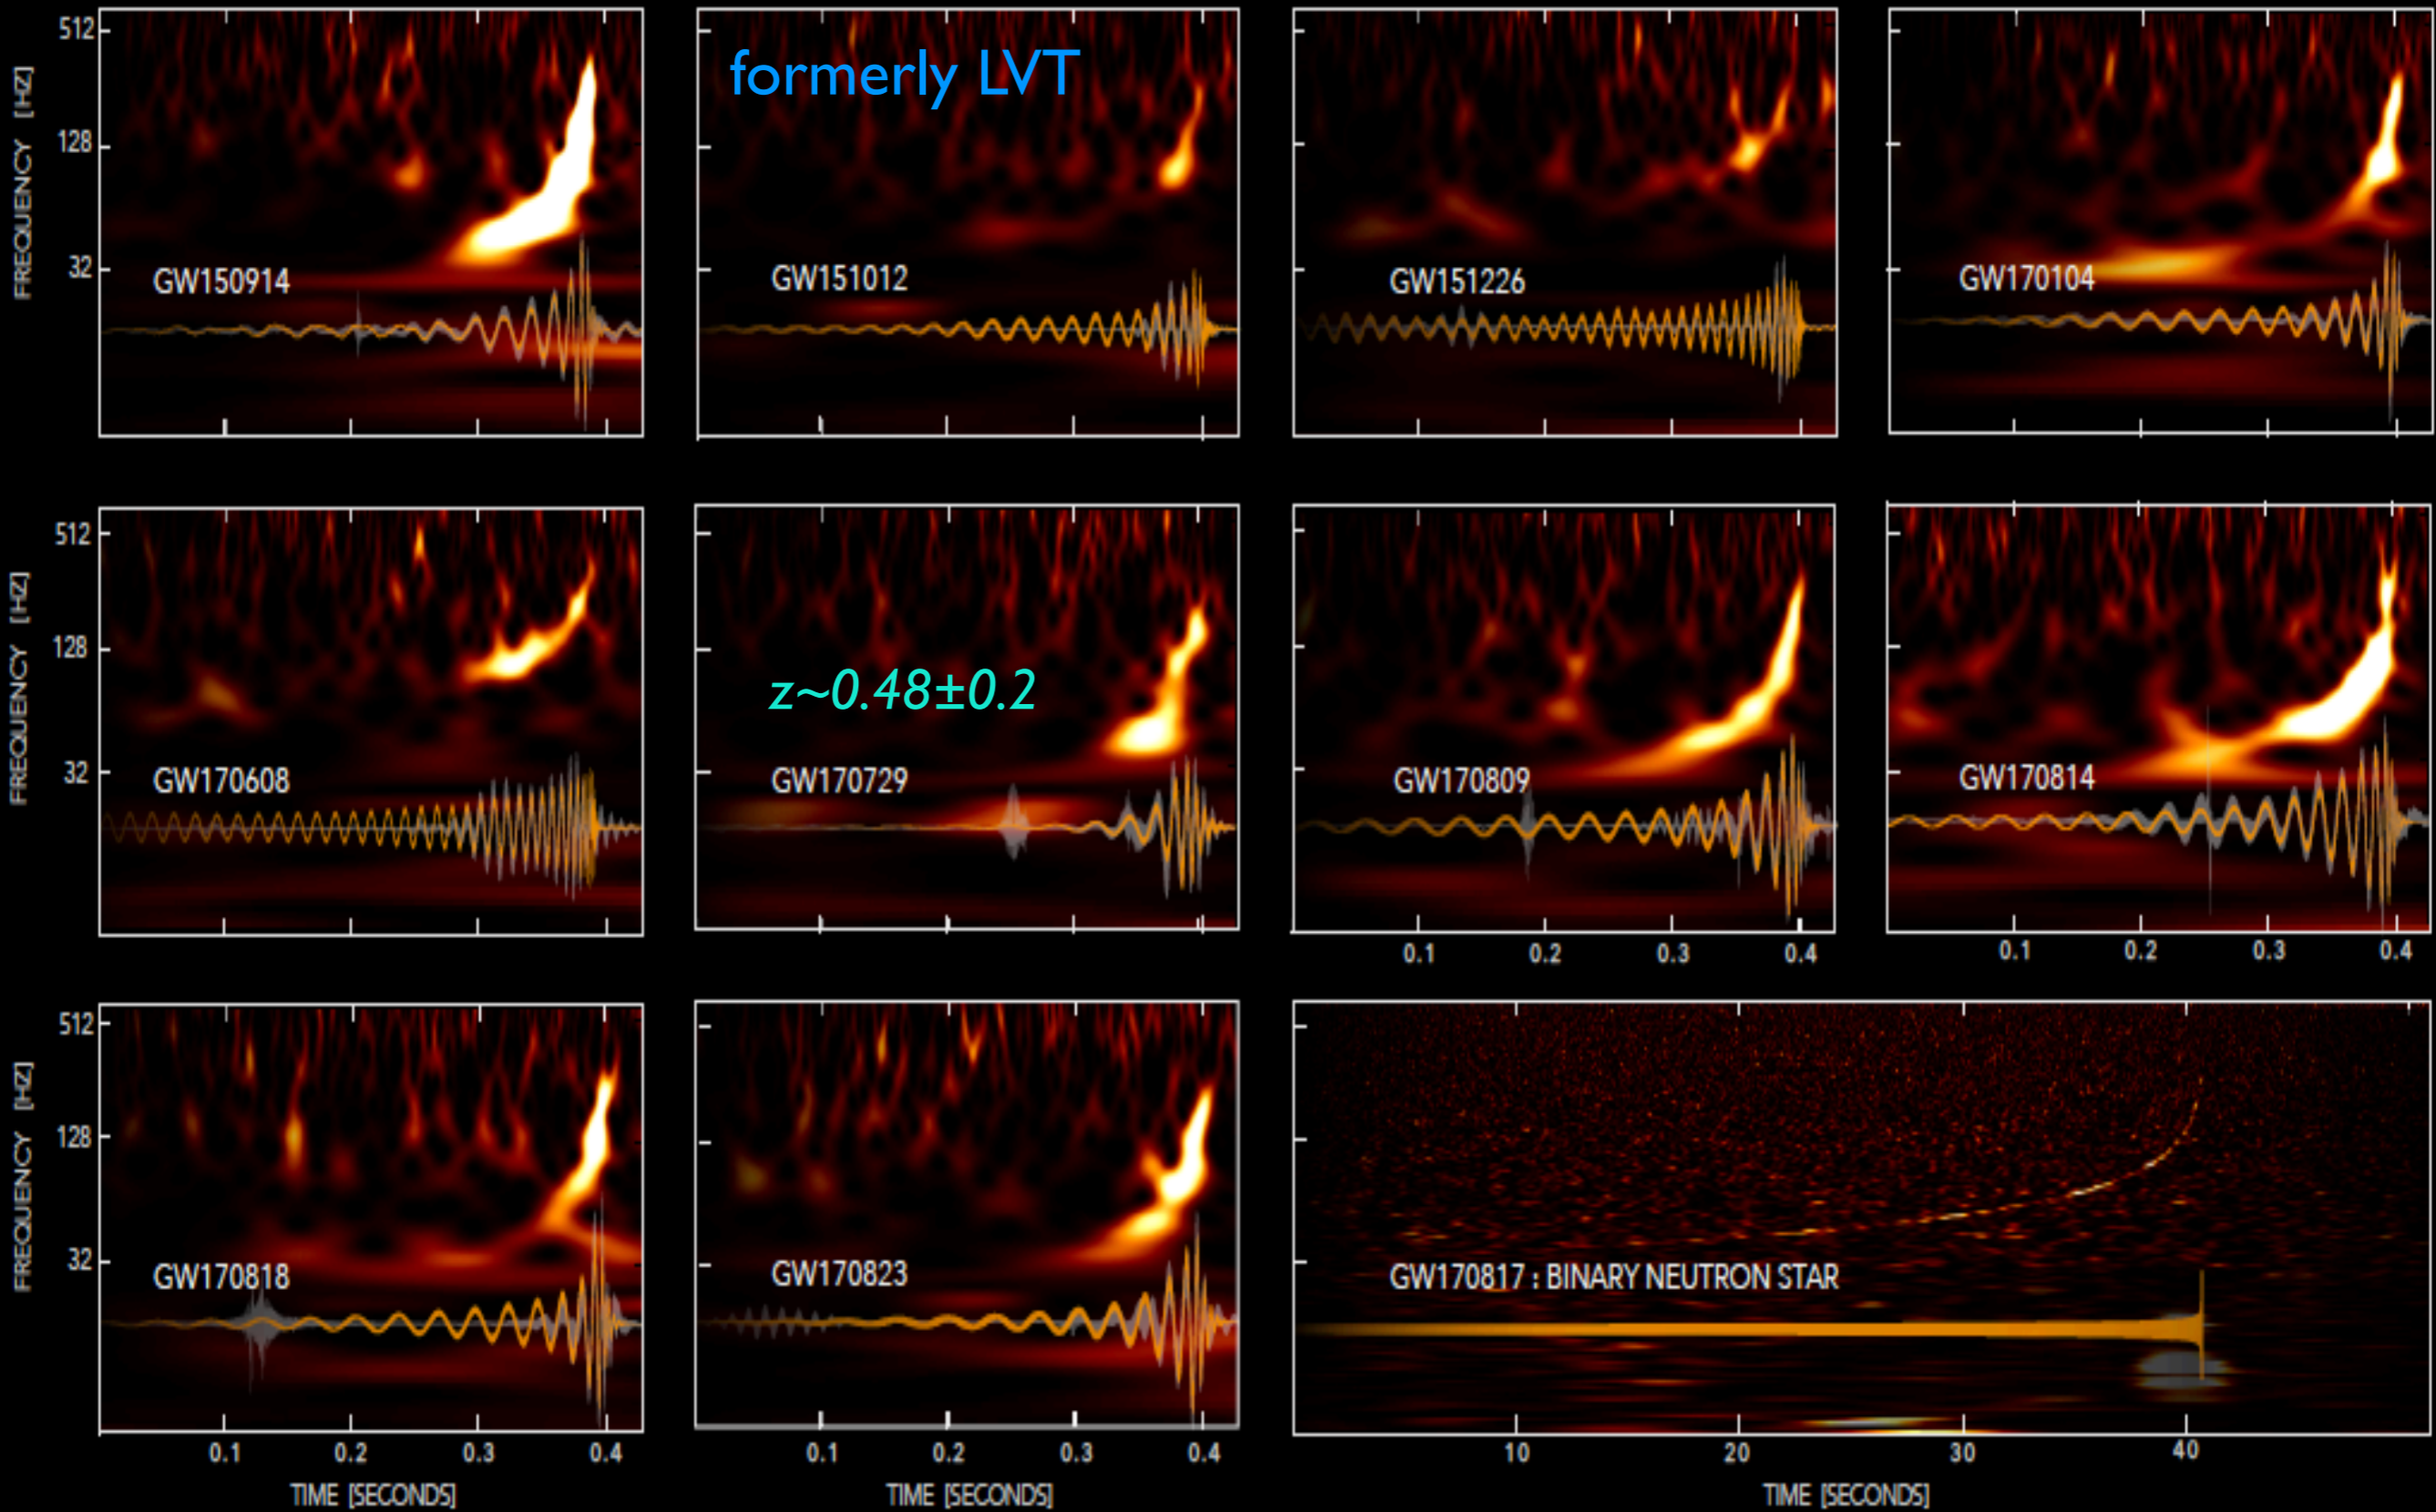 FREQUENCY [HZ]
512
128
32
formerly LVT
GW150914
GW151012
GW151226
GW170104
FREQUENCY [HZ]
512
128
32
z~0.48±0.2
GW170608
GW170729
GW170809
GW170814
0.1 0.2 0.3 0.4
0.1 0.2 0.3 0.4
FREQUENCY [HZ]
512
128
32
GW170818
GW170823
GW170817 : BINARY NEUTRON STAR
0.1 0.2 0.3 0.4
0.1 0.2 0.3 0.4
10 20 30 40
TIME [SECONDS]
TIME [SECONDS]
TIME [SECONDS]